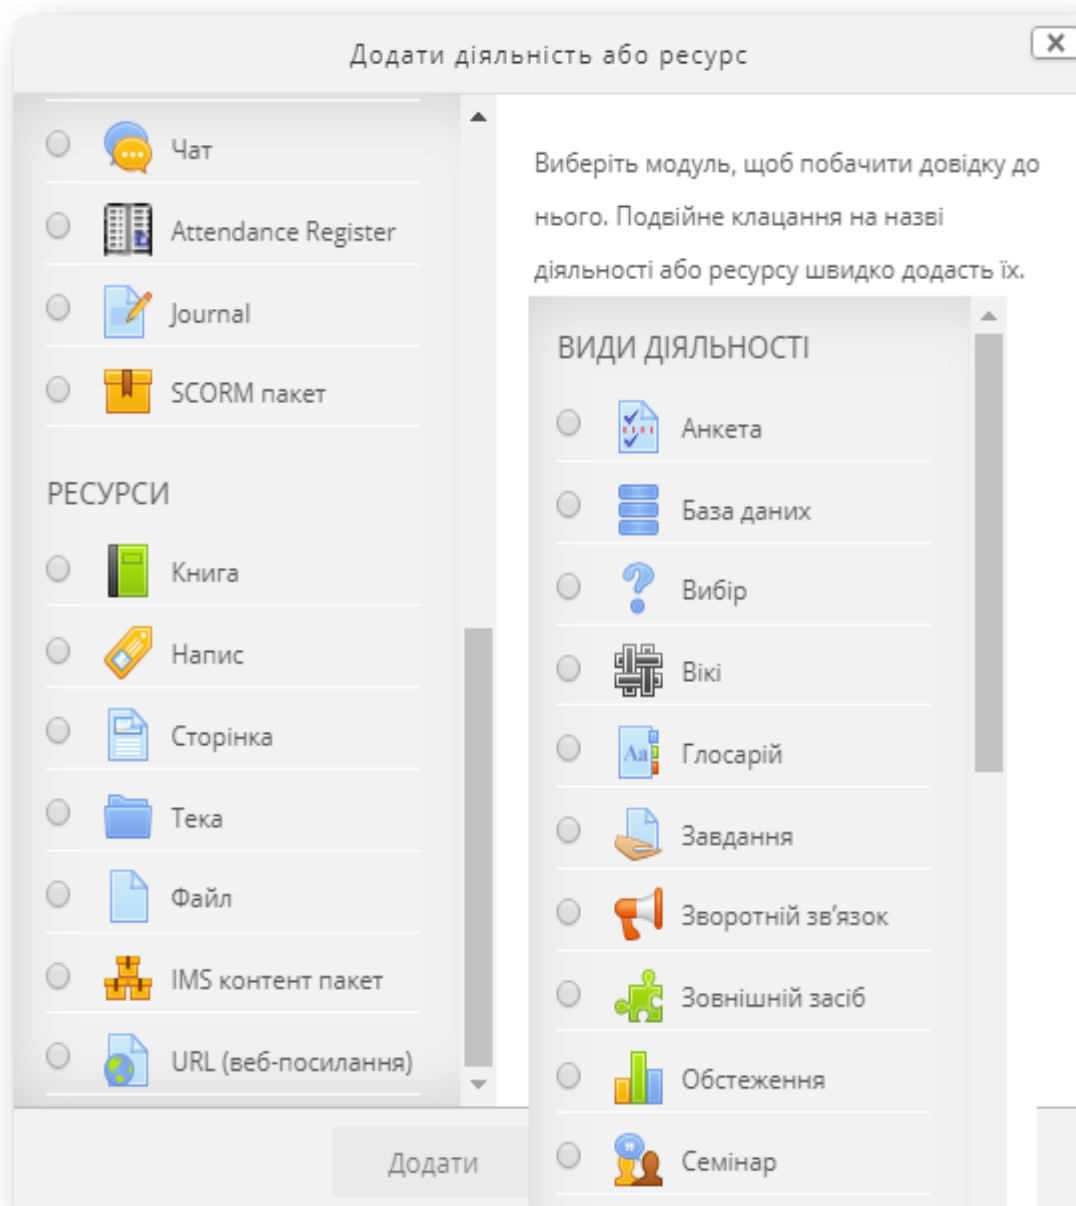 Додати діяльність або ресурс
Чат
Attendance Register
Journal
SCORM пакет
РЕСУРСИ
Книга
Напис
Сторінка
Тека
Файл
IMS контент пакет
URL (веб-посилання)
Додати
Виберіть модуль, щоб побачити довідку до
нього. Подвійне клацання на назві
діяльності або ресурсу швидко додасть їх.
ВИДИ ДІЯЛЬНОСТІ
Анкета
База даних
Вибір
Вікі
Глосарій
Завдання
Зворотній зв’язок
Зовнішній засіб
Обстеження
Семінар